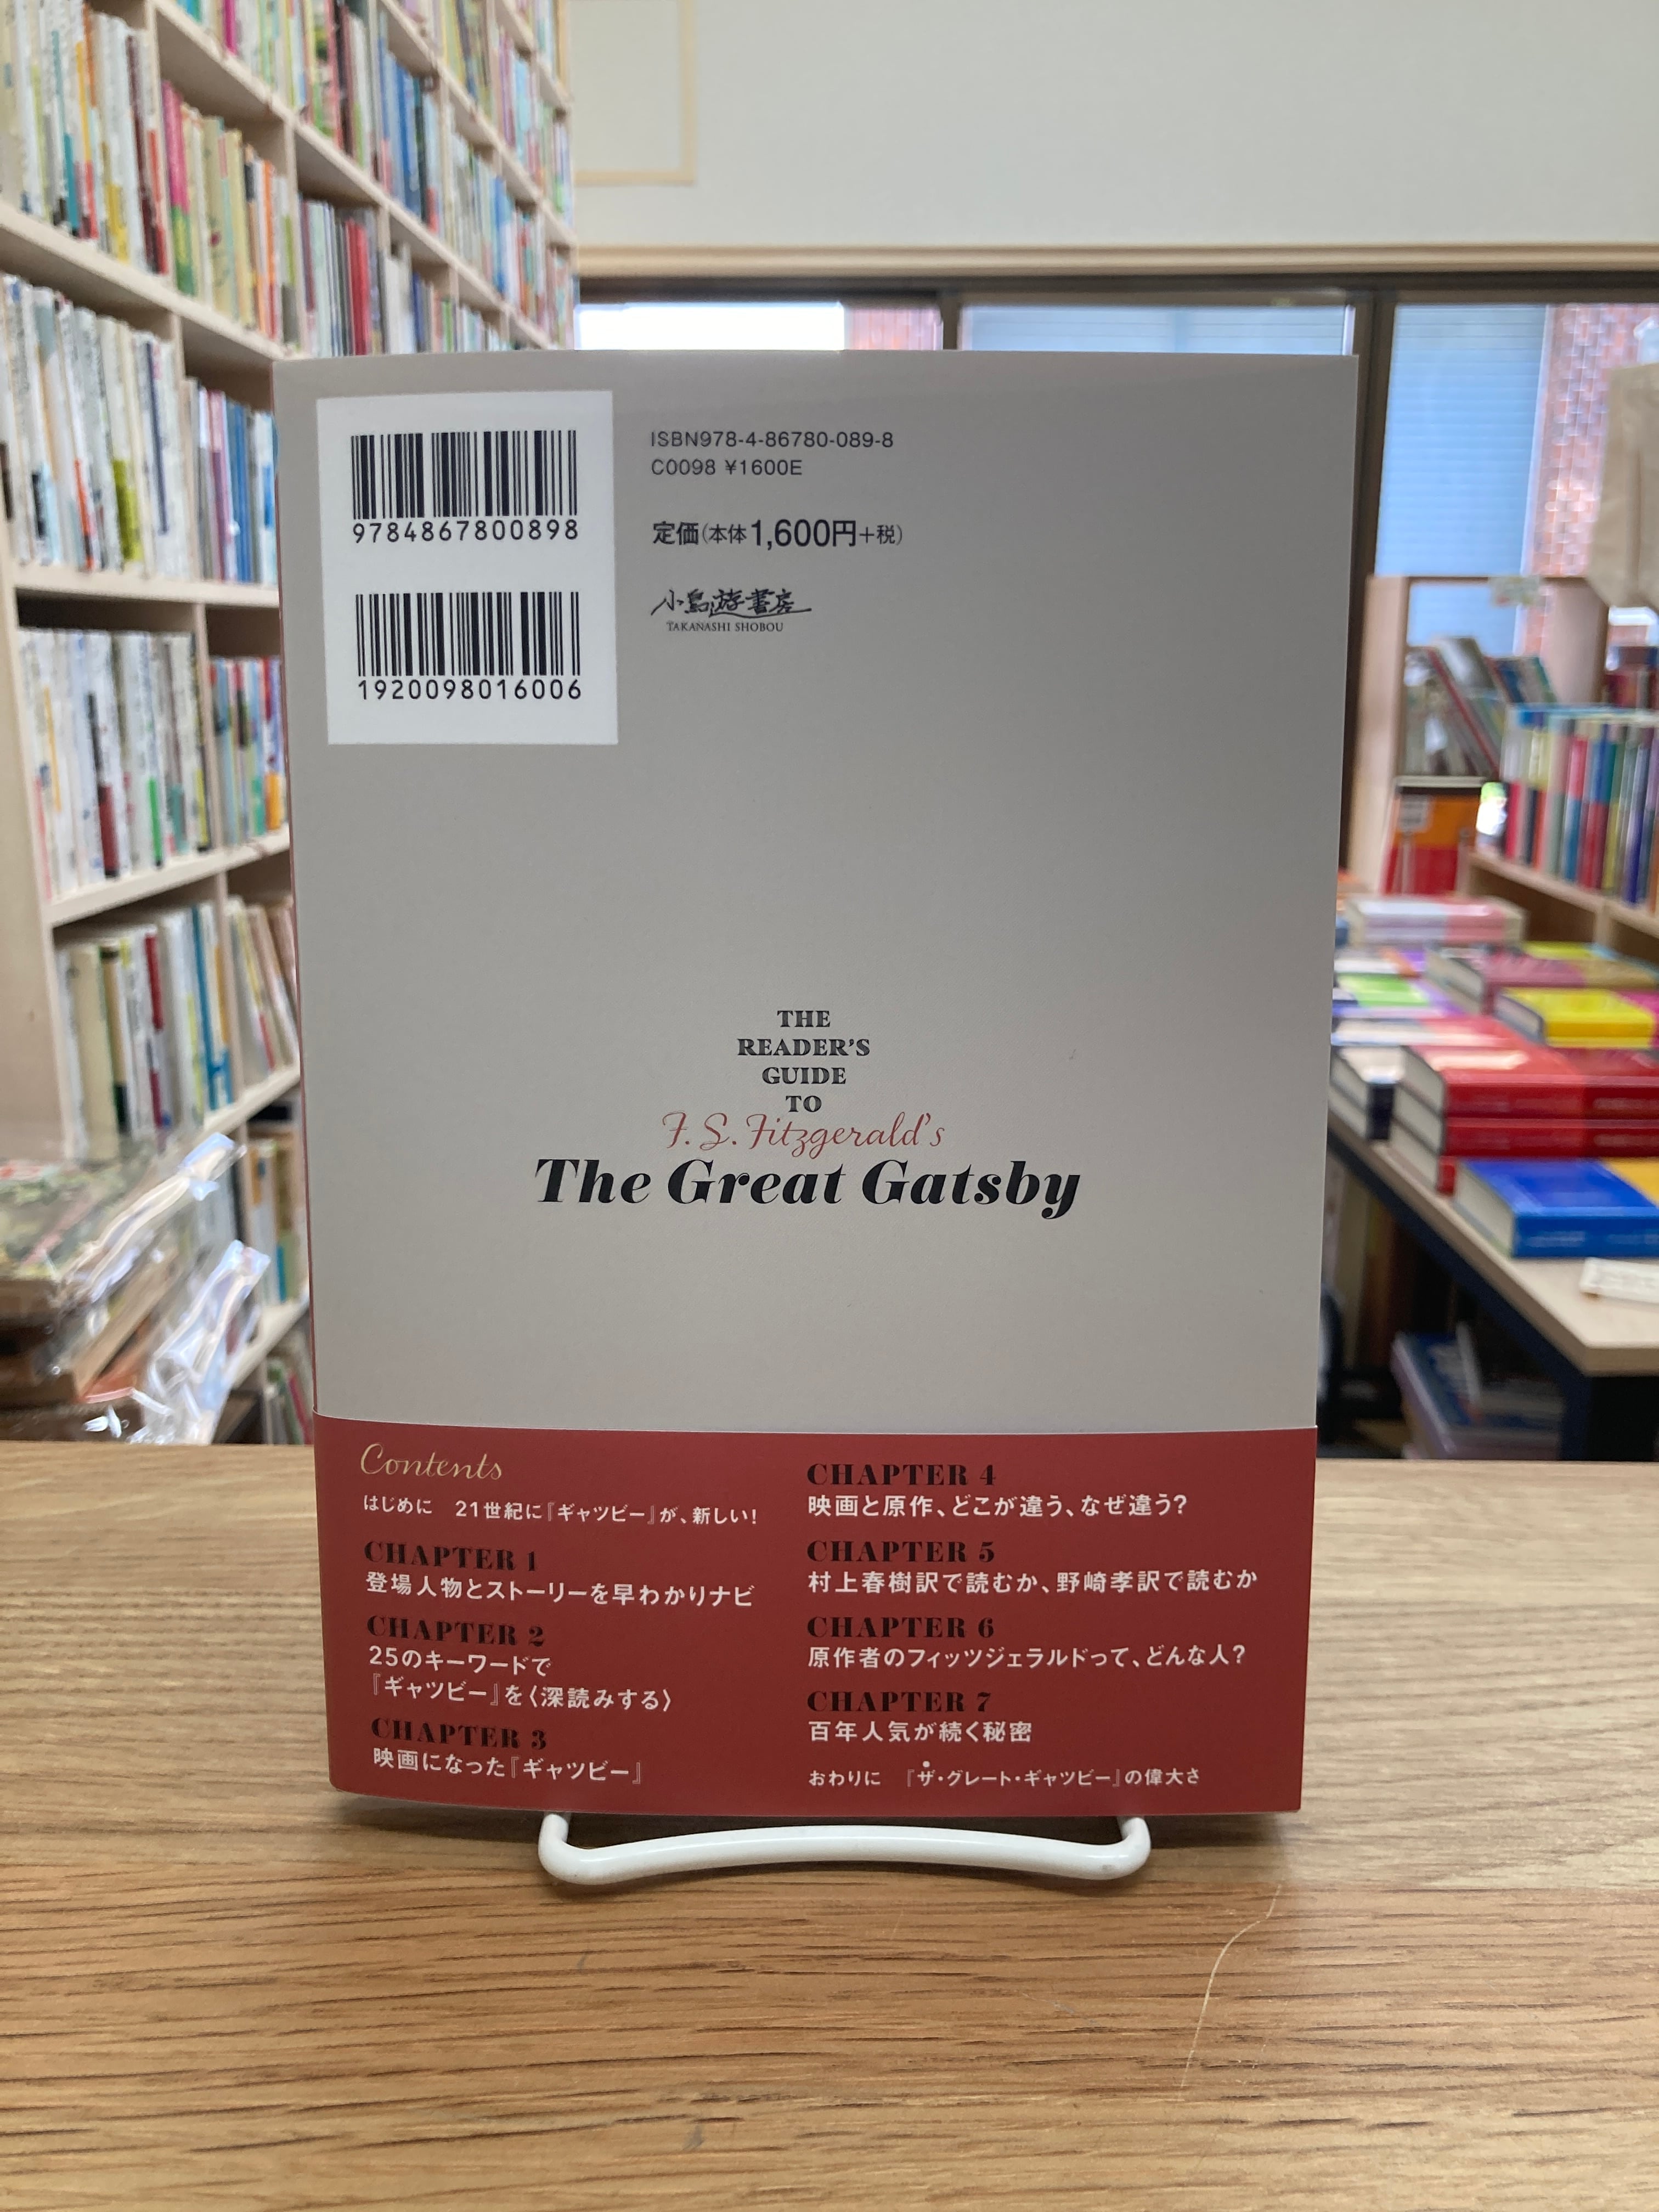 9784867800898
1920098016006
ISBN978-4-86780-089-8
C0098 ¥1600E
定価(本体1,600円+税)
小鳥遊書房
TAKANASHI SHOBOU
THE
READER'S
GUIDE
TO
F. S. Fitzgerald's
The Great Gatsby
Contents
はじめに　21世紀に『ギャツビー』が、新しい!
CHAPTER 1
登場人物とストーリーを早わかりナビ
CHAPTER 2
25のキーワードで
『ギャツビー』を〈深読みする〉
CHAPTER 3
映画になった『ギャツビー』
CHAPTER 4
映画と原作、どこが違う、なぜ違う?
CHAPTER 5
村上春樹訳で読むか、野崎孝訳で読むか
CHAPTER 6
原作者のフィッツジェラルドって、どんな人?
CHAPTER 7
百年人気が続く秘密
おわりに　『ザ・グレート・ギャツビー』の偉大さ